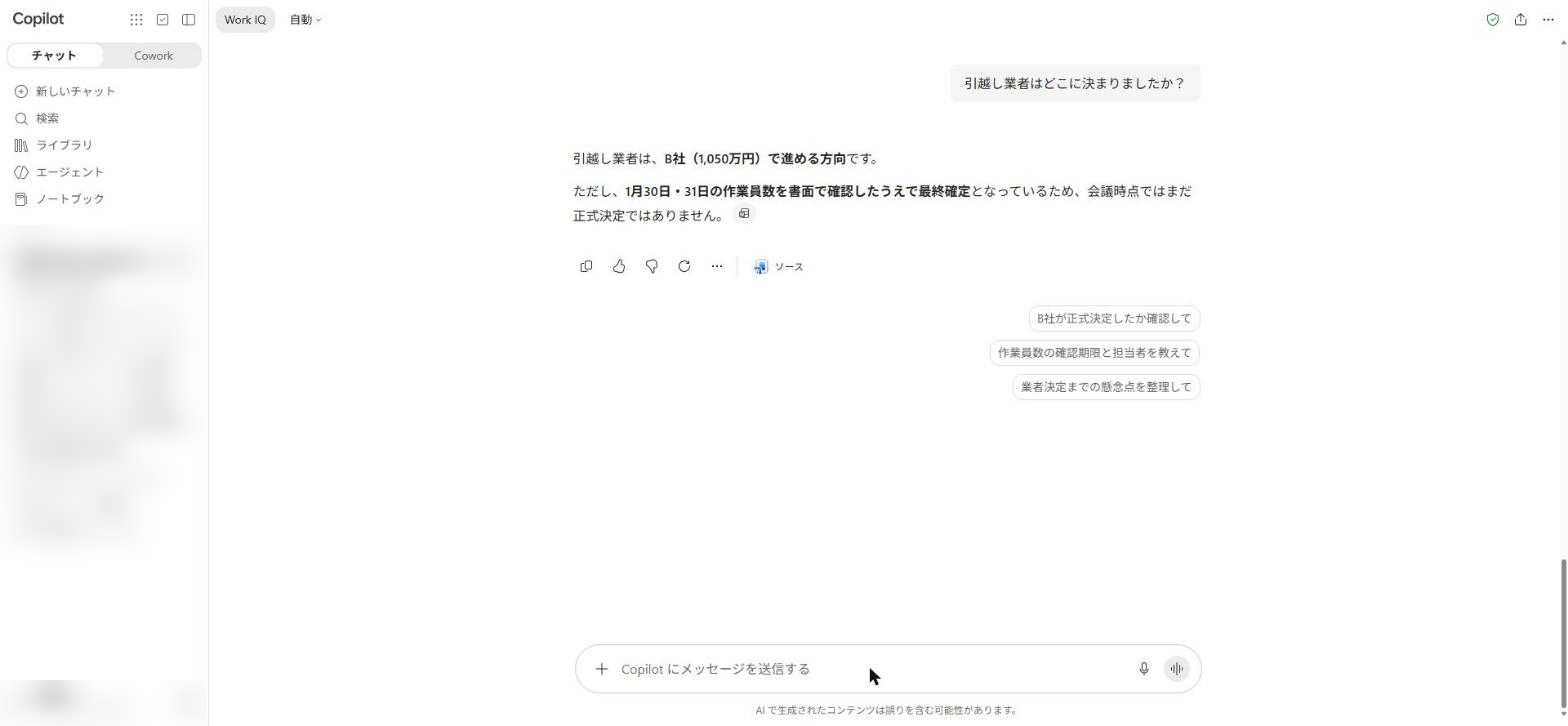 Copilot
Work IQ
自動
チャット
Cowork
新しいチャット
検索
ライブラリ
エージェント
ノートブック
引越し業者はどこに決まりましたか？
引越し業者は、B社（1,050万円）で進める方向です。
ただし、1月30日・31日の作業員数を書面で確認したうえで最終確定となっているため、会議時点ではまだ
正式決定ではありません。
ソース
B社が正式決定したか確認して
作業員数の確認期限と担当者を教えて
業者決定までの懸念点を整理して
Copilot にメッセージを送信する
AI で生成されたコンテンツは誤りを含む可能性があります。